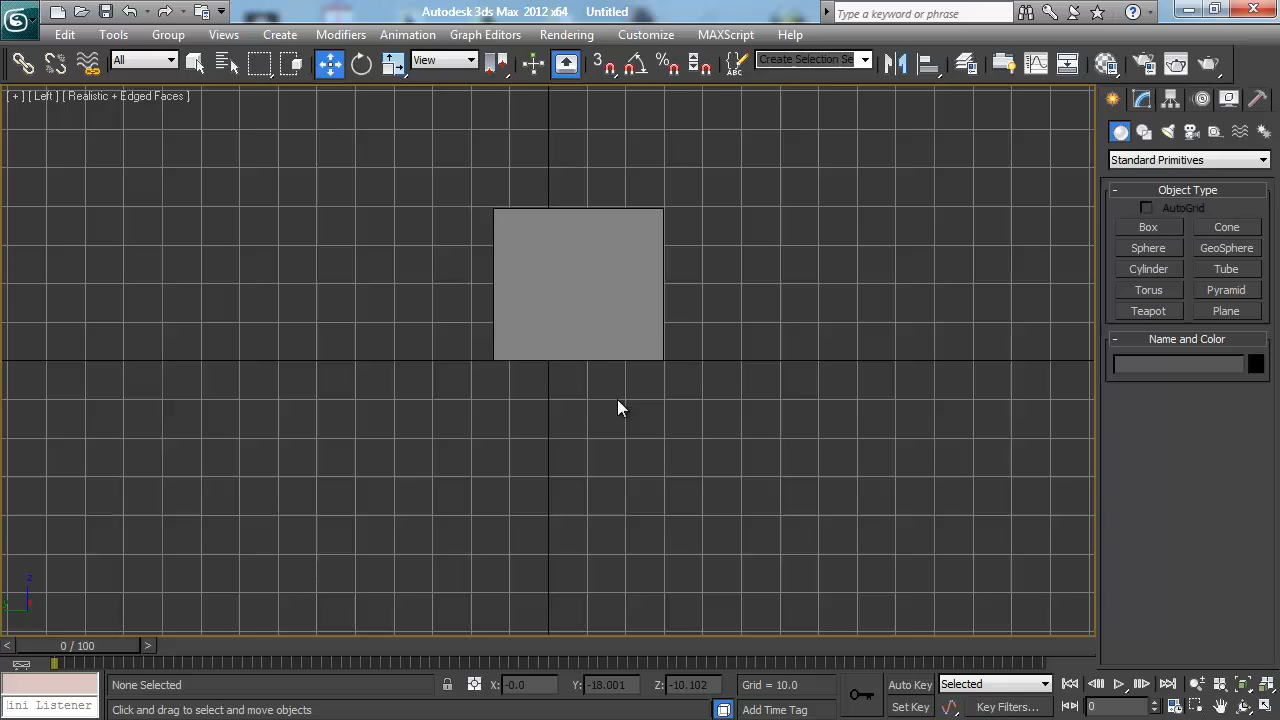 Autodesk 3ds Max 2012 x64 Untitled
Type a keyword or phrase
Edit Tools Group Views Create Modifiers Animation Graph Editors Rendering Customize MAXScript Help
All View 3 Create Selection Se
[ + ] [ Left ] [ Realistic + Edged Faces ]
Standard Primitives
- Object Type
AutoGrid
Box Cone
Sphere GeoSphere
Cylinder Tube
Torus Pyramid
Teapot Plane
- Name and Color
z
< 0 / 100 >
None Selected X: -0.0 Y: -18.001 Z: -10.102 Grid = 10.0 Auto Key Selected
ini Listener Click and drag to select and move objects Add Time Tag Set Key Key Filters... 0